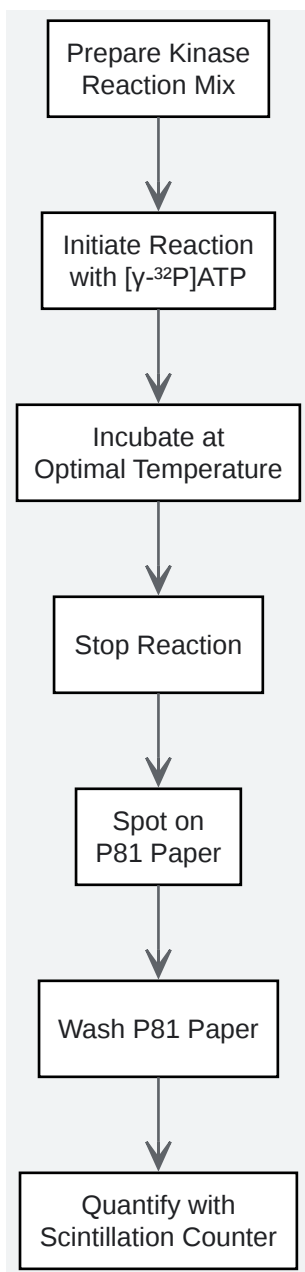 Prepare Kinase
Reaction Mix
Initiate Reaction
with [γ-³²P]ATP
Incubate at
Optimal Temperature
Stop Reaction
Spot on
P81 Paper
Wash P81 Paper
Quantify with
Scintillation Counter